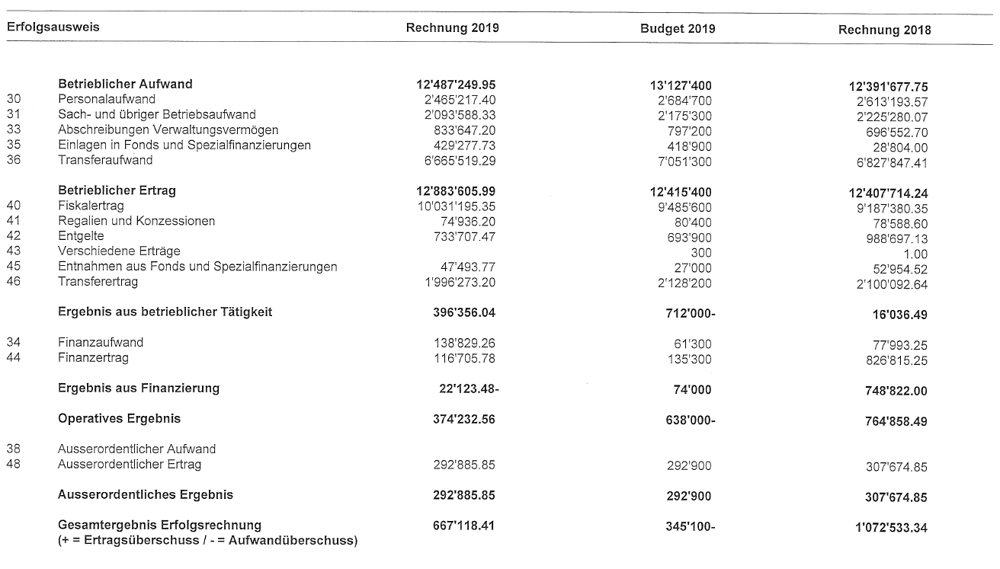 Erfolgsausweis Rechnung 2019 Budget 2019 Rechnung 2018
Betrieblicher Aufwand 12'487'249.95 13'127'400 12'391'677.75
30 Personalaufwand 2'465'217.40 2'684'700 2'613'193.57
31 Sach- und übriger Betriebsaufwand 2'093'588.33 2'175'300 2'225'280.07
33 Abschreibungen Verwaltungsvermögen 833'647.20 797'200 696'552.70
35 Einlagen in Fonds und Spezialfinanzierungen 429'277.73 418'900 28'804.00
36 Transferaufwand 6'665'519.29 7'051'300 6'827'847.41
Betrieblicher Ertrag 12'883'605.99 12'415'400 12'407'714.24
40 Fiskalertrag 10'031'195.35 9'485'600 9'187'380.35
41 Regalien und Konzessionen 74'936.20 80'400 78'588.60
42 Entgelte 733'707.47 693'900 988'697.13
43 Verschiedene Erträge 300 1.00
45 Entnahmen aus Fonds und Spezialfinanzierungen 47'493.77 27'000 52'954.52
46 Transferertrag 1'996'273.20 2'128'200 2'100'092.64
Ergebnis aus betrieblicher Tätigkeit 396'356.04 712'000- 16'036.49
34 Finanzaufwand 138'829.26 61'300 77'993.25
44 Finanzertrag 116'705.78 135'300 826'815.25
Ergebnis aus Finanzierung 22'123.48- 74'000 748'822.00
Operatives Ergebnis 374'232.56 638'000- 764'858.49
38 Ausserordentlicher Aufwand
48 Ausserordentlicher Ertrag 292'885.85 292'900 307'674.85
Ausserordentliches Ergebnis 292'885.85 292'900 307'674.85
Gesamtergebnis Erfolgsrechnung 667'118.41 345'100- 1'072'533.34
(+ = Ertragsüberschuss / - = Aufwandüberschuss)